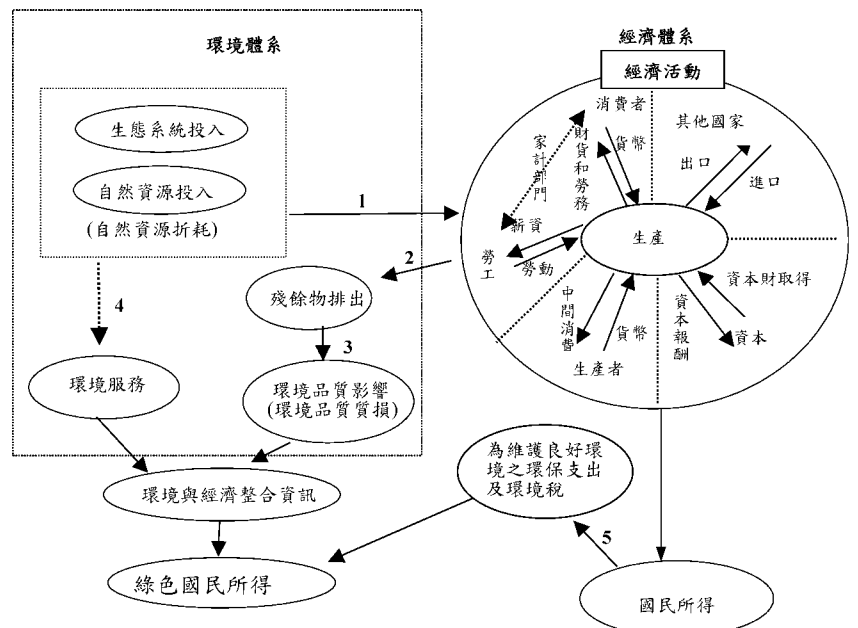 環境體系
生態系統投入
自然資源投入
(自然資源折耗)
1
2
殘餘物排出
3
4
環境服務
環境品質影響
(環境品質質損)
環境與經濟整合資訊
綠色國民所得
經濟體系
經濟活動
消費者
家計部門
財貨和勞務
貨幣
其他國家
出口
進口
薪資
勞工
勞動
生產
中間消費
貨幣
生產者
資本報酬
資本財取得
資本
為維護良好環
境之環保支出
及環境稅
5
國民所得